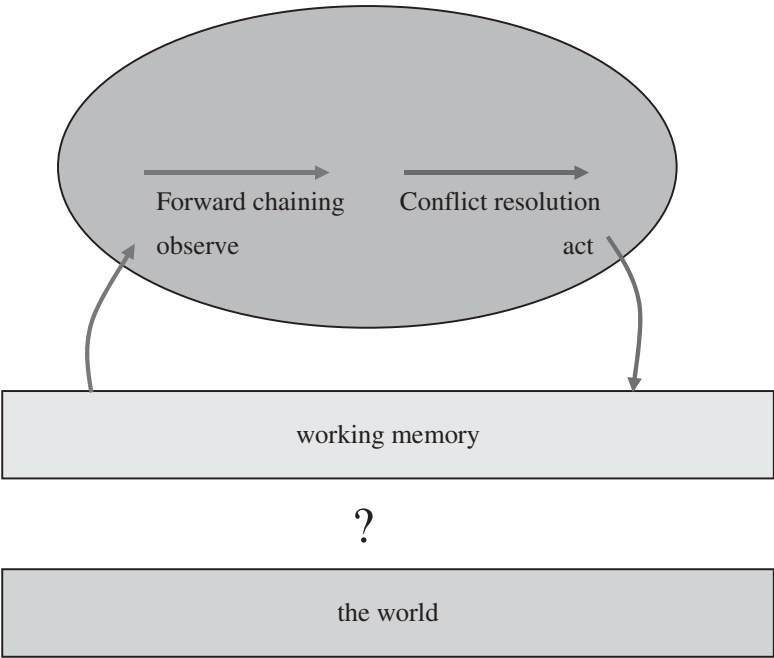 Forward chaining
Conflict resolution
observe
act
working memory
?
the world